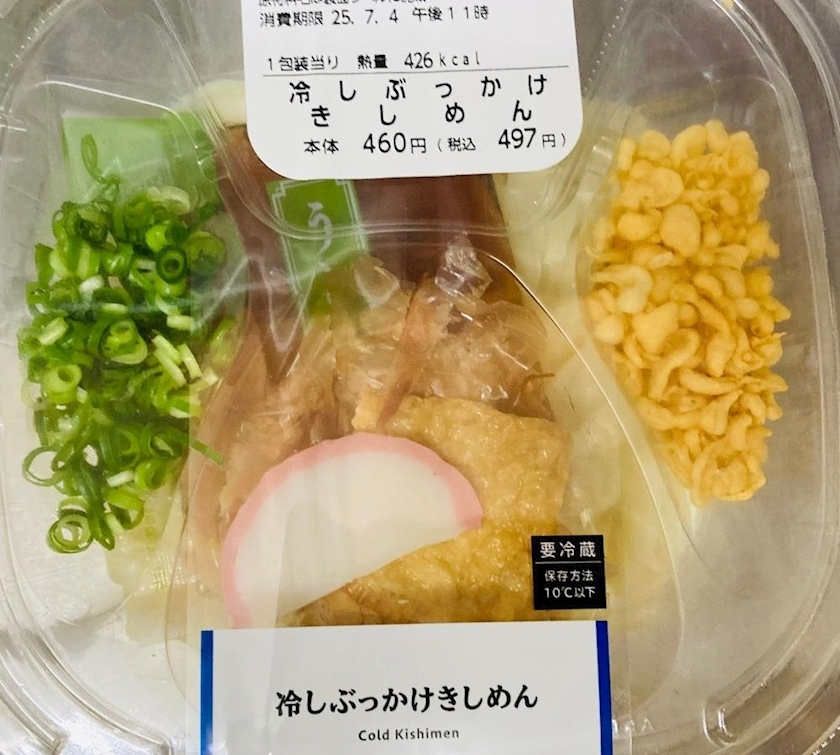 消費期限 25. 7. 4 午後11時
1包装当り 熱量 426kcal
冷しぶっかけ
きしめん
本体 460円(税込 497円)
う
要冷蔵
保存方法
10℃以下
冷しぶっかけきしめん
Cold Kishimen